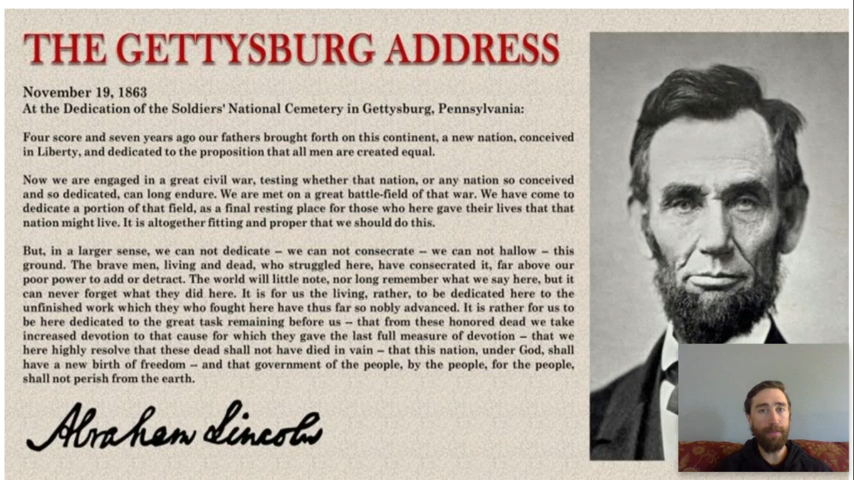 THE GETTYSBURG ADDRESS
November 19, 1863
At the Dedication of the Soldiers' National Cemetery in Gettysburg, Pennsylvania:
Four score and seven years ago our fathers brought forth on this continent, a new nation, conceived
in Liberty, and dedicated to the proposition that all men are created equal.
Now we are engaged in a great civil war, testing whether that nation, or any nation so conceived
and so dedicated, can long endure. We are met on a great battle-field of that war. We have come to
dedicate a portion of that field, as a final resting place for those who here gave their lives that that
nation might live. It is altogether fitting and proper that we should do this.
But, in a larger sense, we can not dedicate – we can not consecrate – we can not hallow – this
ground. The brave men, living and dead, who struggled here, have consecrated it, far above our
poor power to add or detract. The world will little note, nor long remember what we say here, but it
can never forget what they did here. It is for us the living, rather, to be dedicated here to the
unfinished work which they who fought here have thus far so nobly advanced. It is rather for us to
be here dedicated to the great task remaining before us – that from these honored dead we take
increased devotion to that cause for which they gave the last full measure of devotion – that we
here highly resolve that these dead shall not have died in vain – that this nation, under God, shall
have a new birth of freedom – and that government of the people, by the people, for the people,
shall not perish from the earth.
Abraham Lincoln